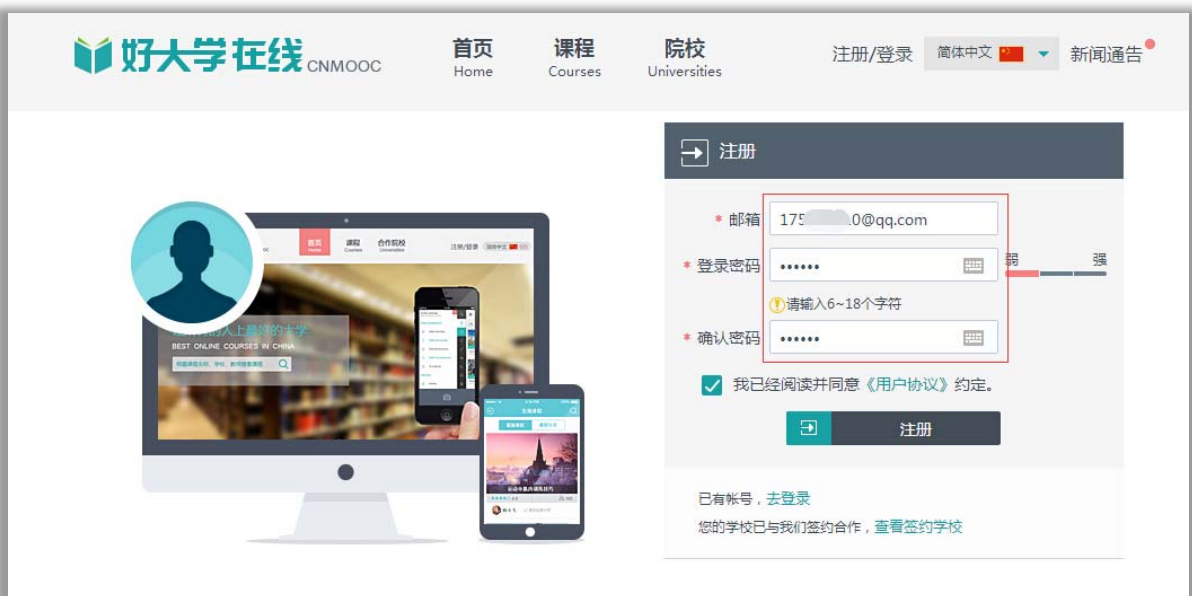 好大学在线 CNMOOC
首页 课程 院校
Home Courses Universities
注册/登录 简体中文 新闻通告
注册
* 邮箱 175 .0@qq.com
* 登录密码 ••••••
弱 强
请输入6~18个字符
* 确认密码 ••••••
我已经阅读并同意《用户协议》约定。
注册
已有帐号，去登录
您的学校已与我们签约合作，查看签约学校
首页 课程 合作院校
注册/登录
BEST ONLINE COURSES IN CHINA